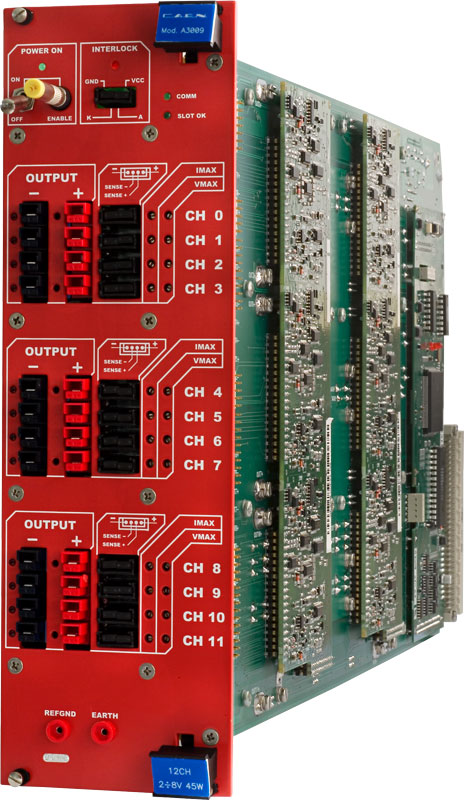 CAEN
Mod. A3009
POWER ON
INTERLOCK
ON
GND
VCC
OFF
ENABLE
K
A
COMM
SLOT OK
OUTPUT
- +
- +
SENSE -
SENSE +
IMAX
VMAX
CH 0
CH 1
CH 2
CH 3
OUTPUT
- +
- +
SENSE -
SENSE +
IMAX
VMAX
CH 4
CH 5
CH 6
CH 7
OUTPUT
- +
- +
SENSE -
SENSE +
IMAX
VMAX
CH 8
CH 9
CH 10
CH 11
REFGND
EARTH
12CH
2÷8V 45W